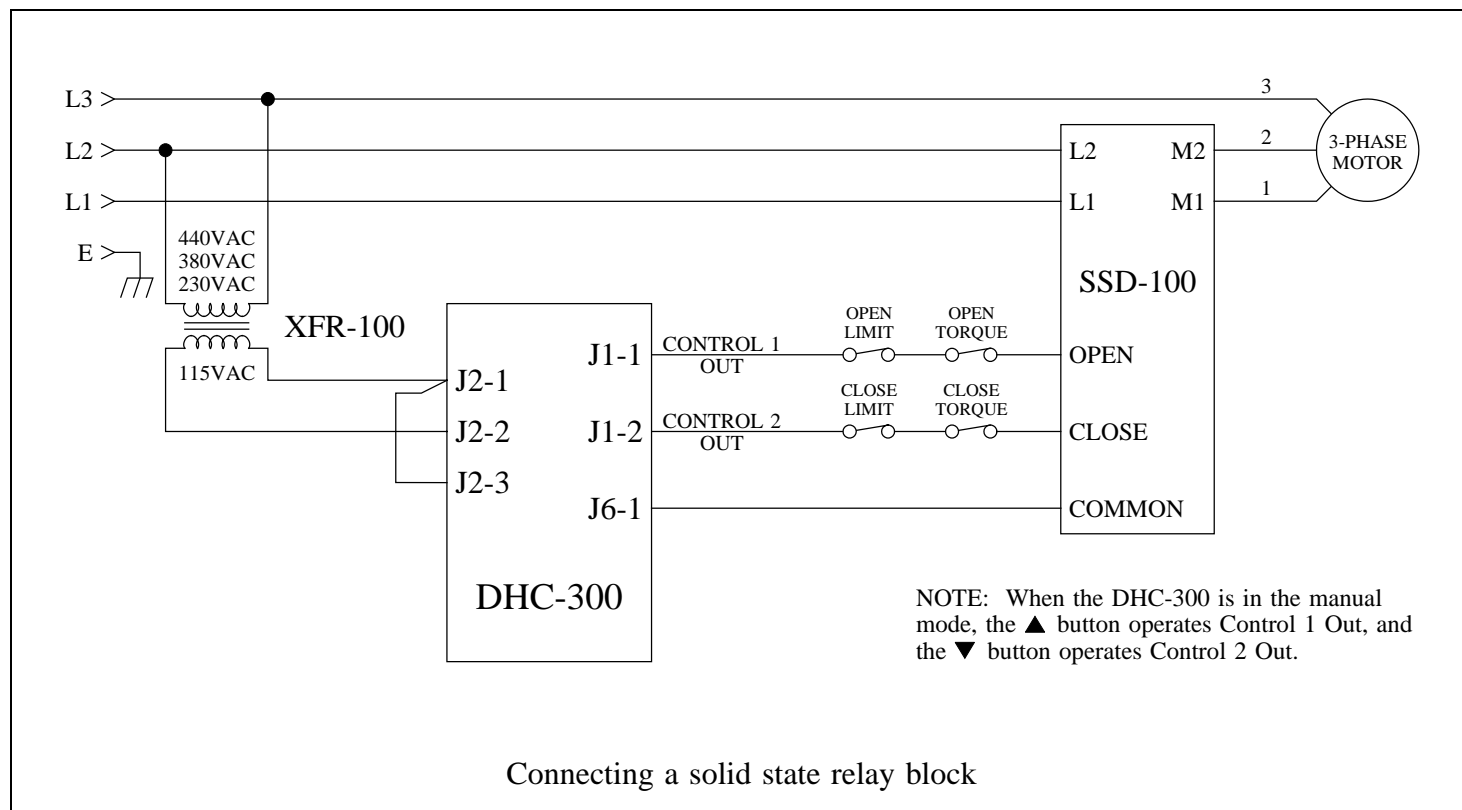 L3
3
L2
L2
M2
2
3-PHASE
MOTOR
L1
L1
M1
1
E
440VAC
380VAC
230VAC
XFR-100
115VAC
SSD-100
J2-1
J2-2
J2-3
J1-1
J1-2
J6-1
DHC-300
CONTROL 1
OUT
OPEN
LIMIT
OPEN
TORQUE
OPEN
CONTROL 2
OUT
CLOSE
LIMIT
CLOSE
TORQUE
CLOSE
COMMON
NOTE: When the DHC-300 is in the manual
mode, the ▲ button operates Control 1 Out, and
the ▼ button operates Control 2 Out.
Connecting a solid state relay block